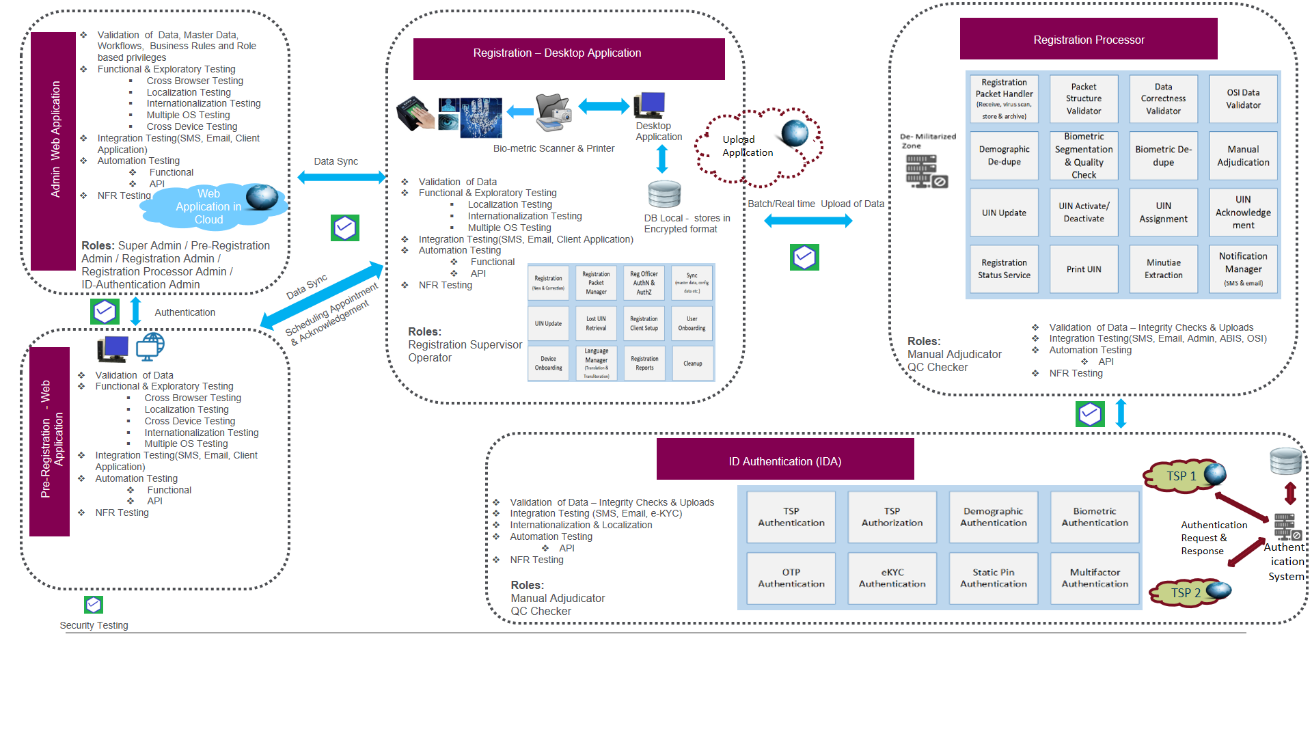 Admin Web Application
Validation of Data, Master Data,
Workflows, Business Rules and Role
based privileges
Functional & Exploratory Testing
Cross Browser Testing
Localization Testing
Internationalization Testing
Multiple OS Testing
Cross Device Testing
Integration Testing(SMS, Email, Client
Application)
Automation Testing
Functional
API
NFR Testing
Web
Application in
Cloud
Roles: Super Admin / Pre-Registration
Admin / Registration Admin /
Registration Processor Admin /
ID-Authentication Admin
Authentication
Data Sync
Data Sync
Scheduling Appointment
& Acknowledgement
Pre-Registration - Web
Application
Validation of Data
Functional & Exploratory Testing
Cross Browser Testing
Localization Testing
Cross Device Testing
Internationalization Testing
Multiple OS Testing
Integration Testing(SMS, Email, Client
Application)
Automation Testing
Functional
API
NFR Testing
Security Testing
Registration – Desktop Application
Bio-metric Scanner & Printer
Desktop
Application
DB Local - stores in
Encrypted format
Validation of Data
Functional & Exploratory Testing
Localization Testing
Internationalization Testing
Multiple OS Testing
Integration Testing(SMS, Email, Client Application)
Automation Testing
Functional
API
NFR Testing
Roles:
Registration Supervisor
Operator
Registration
(New & Correction)
Registration
Packet
Manager
Reg Officer
AuthN &
AuthZ
Sync
(master data, config
data etc.)
UIN Update
Lost UIN
Retrieval
Registration
Client Setup
User
Onboarding
Device
Onboarding
Language
Manager
(Translation &
Transliteration)
Registration
Reports
Cleanup
Upload
Application
Batch/Real time Upload of Data
Registration Processor
De- Militarized
Zone
Registration
Packet Handler
(Receive, virus scan,
store & archive)
Packet
Structure
Validator
Data
Correctness
Validator
OSI Data
Validator
Demographic
De-dupe
Biometric
Segmentation
& Quality
Check
Biometric De-
dupe
Manual
Adjudication
UIN Update
UIN Activate/
Deactivate
UIN
Assignment
UIN
Acknowledge
ment
Registration
Status Service
Print UIN
Minutiae
Extraction
Notification
Manager
(SMS & email)
Roles:
Manual Adjudicator
QC Checker
Validation of Data – Integrity Checks & Uploads
Integration Testing(SMS, Email, Admin, ABIS, OSI)
Automation Testing
API
NFR Testing
ID Authentication (IDA)
Validation of Data – Integrity Checks & Uploads
Integration Testing (SMS, Email, e-KYC)
Internationalization & Localization
Automation Testing
API
NFR Testing
Roles:
Manual Adjudicator
QC Checker
TSP
Authentication
TSP
Authorization
Demographic
Authentication
Biometric
Authentication
OTP
Authentication
eKYC
Authentication
Static Pin
Authentication
Multifactor
Authentication
TSP 1
Authentication
Request &
Response
Authent
ication
System
TSP 2